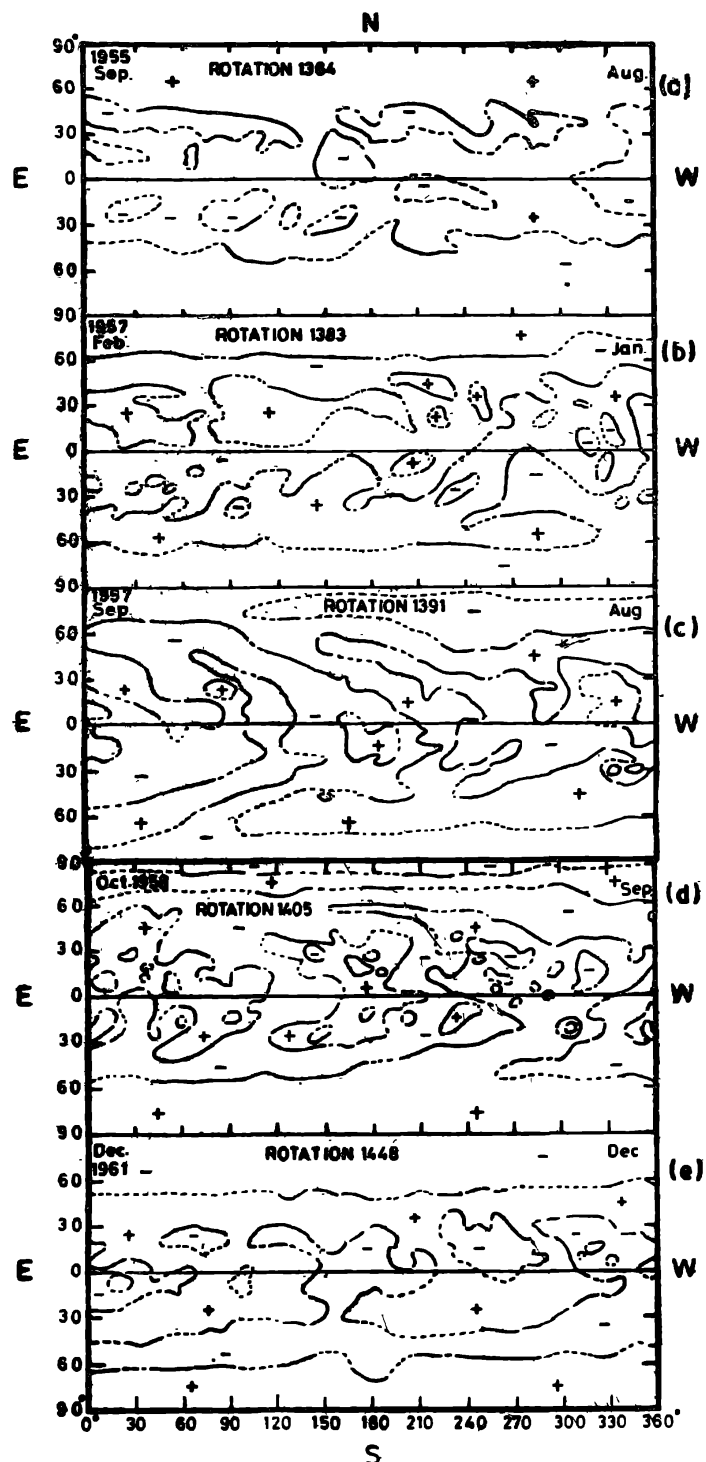 N
90°
1955
Sep.
ROTATION 1364
Aug.
(a)
60
30
E
0
W
30
60
90
1957
Feb.
ROTATION 1383
Jan.
(b)
60
30
E
0
W
30
60
90
1957
Sep.
ROTATION 1391
Aug
(c)
60
30
E
0
W
30
60
90
Oct. 1958
Sep.
(d)
ROTATION 1405
60
30
E
0
W
30
60
90
Dec.
1961
ROTATION 1448
Dec
(e)
60
30
E
0
W
30
60
90°
0° 30 60 90 120 150 180 210 240 270 300 330 360°
S